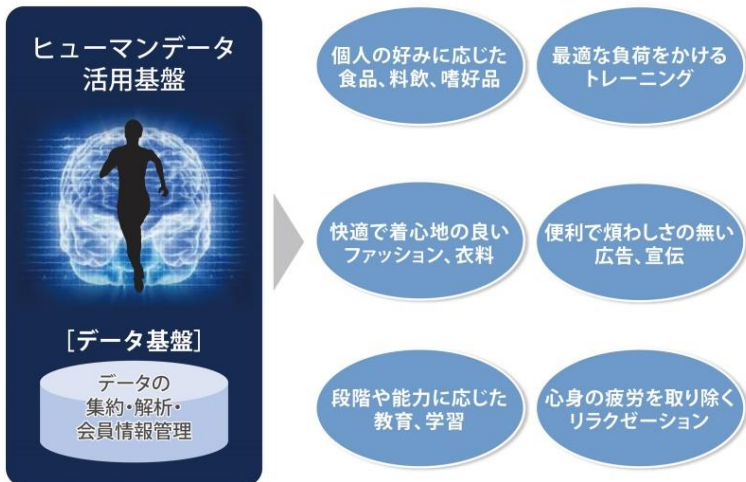 ヒューマンデータ
活用基盤
[データ基盤]
データの
集約・解析・
会員情報管理
個人の好みに応じた
食品、料飲、嗜好品
最適な負荷をかける
トレーニング
快適で着心地の良い
ファッション、衣料
便利で煩わしさの無い
広告、宣伝
段階や能力に応じた
教育、学習
心身の疲労を取り除く
リラクゼーション